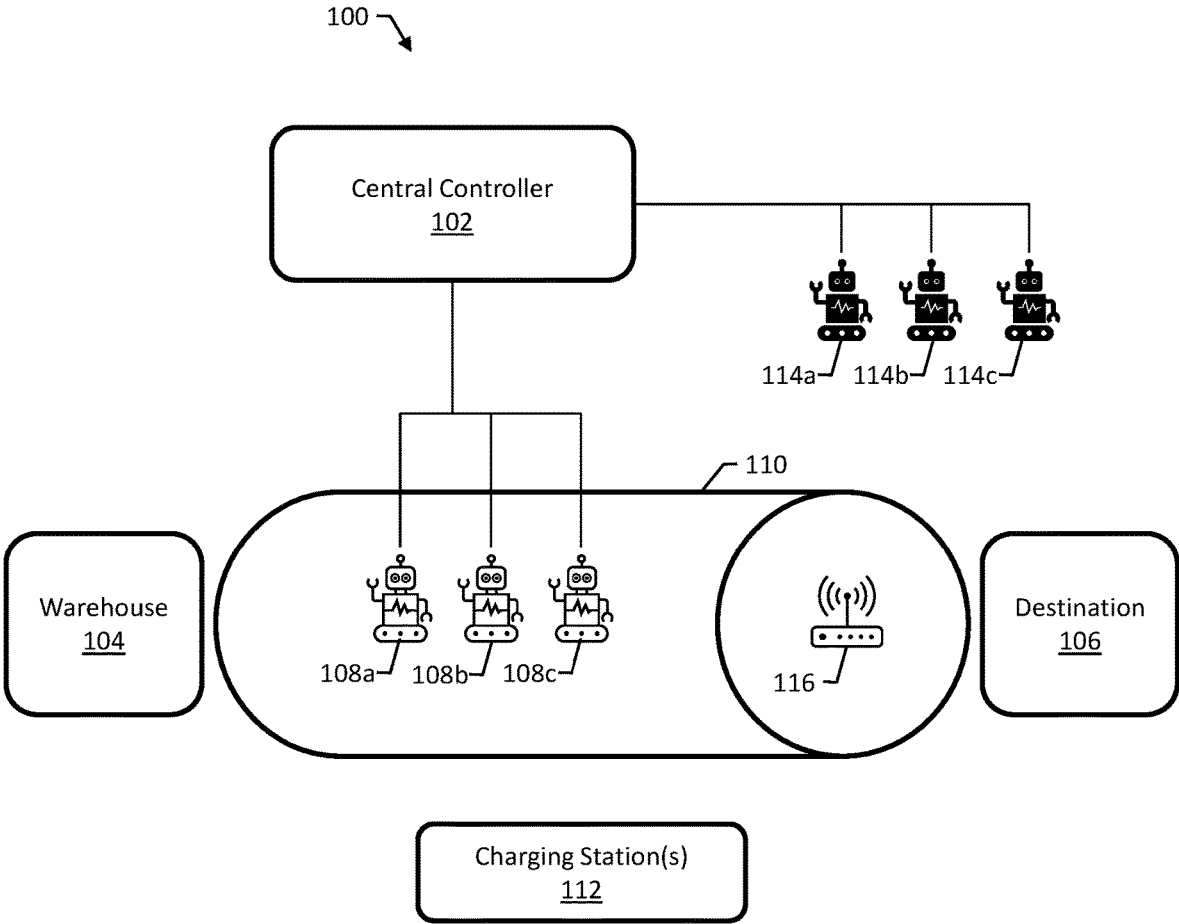 100
Central Controller
102
114a
114b
114c
110
Warehouse
104
108a
108b
108c
116
Destination
106
Charging Station(s)
112